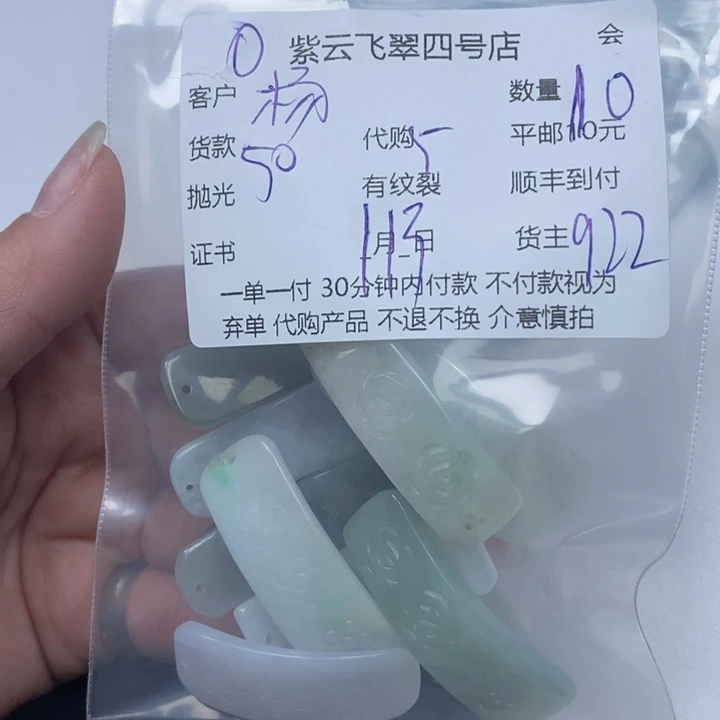 0 紫云飞翠四号店 会
客户 杨 数量 10
货款 50 代购 5 平邮10元
抛光 有纹裂 顺丰到付
证书 1月13日 货主 922
一单一付 30分钟内付款 不付款视为
弃单 代购产品 不退不换 介意慎拍